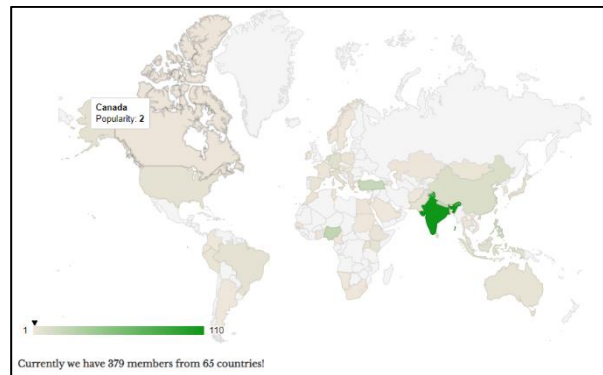 Canada
Popularity: 2
1
110
Currently we have 379 members from 65 countries!